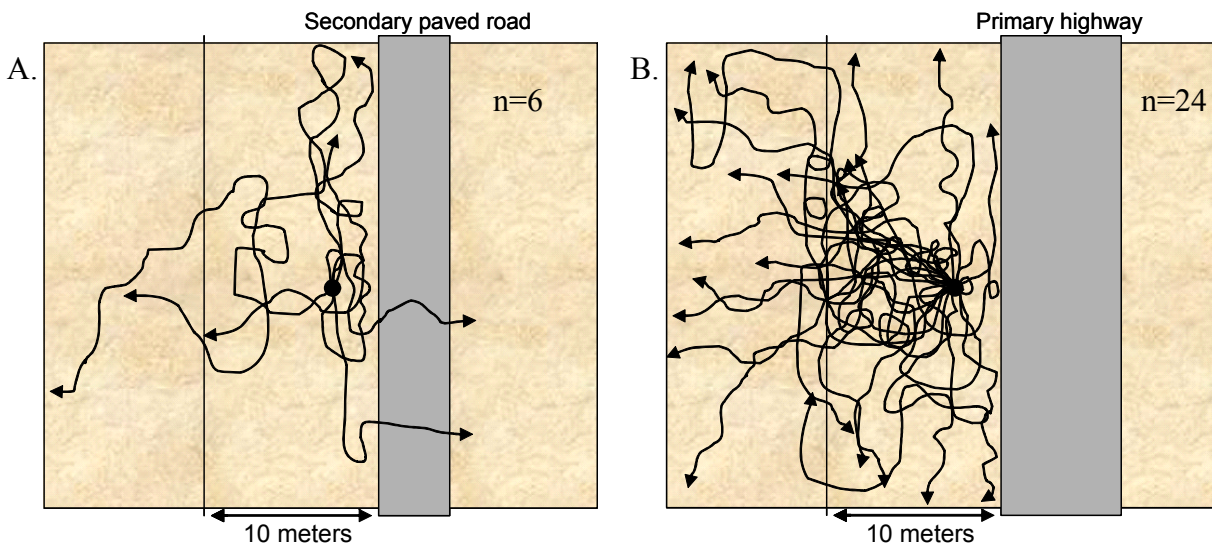 Secondary paved road
A.
n=6
10 meters
Primary highway
B.
n=24
10 meters